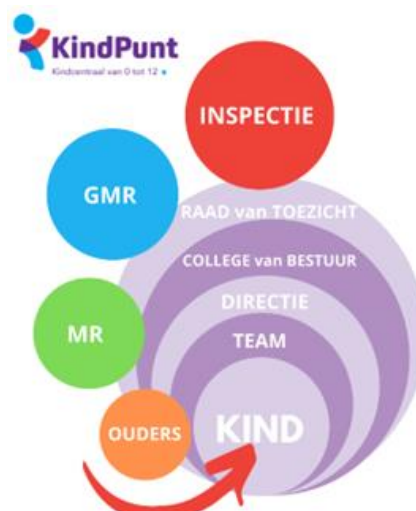 KindPunt
Kindcentraal van 0 tot 12
INSPECTIE
GMR
RAAD van TOEZICHT
COLLEGE van BESTUUR
DIRECTIE
MR
TEAM
OUDERS
KIND